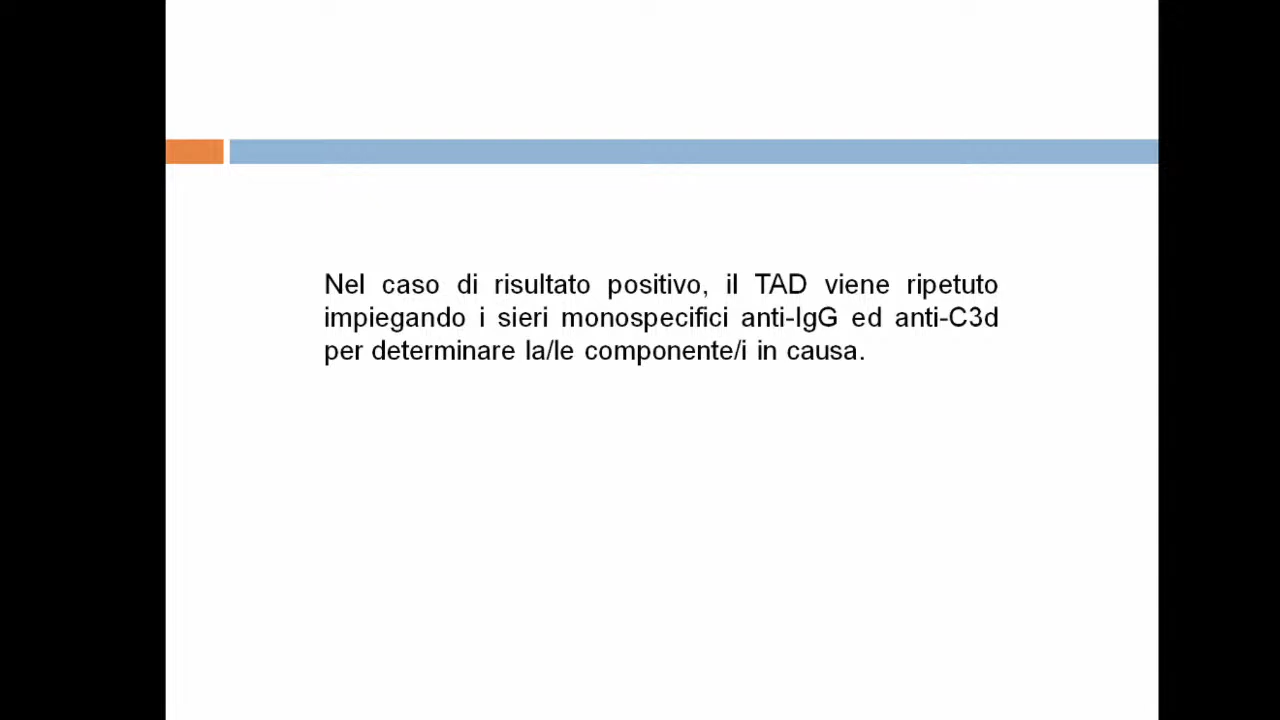 Nel caso di risultato positivo, il TAD viene ripetuto
impiegando i sieri monospecifici anti-IgG ed anti-C3d
per determinare la/le componente/i in causa.